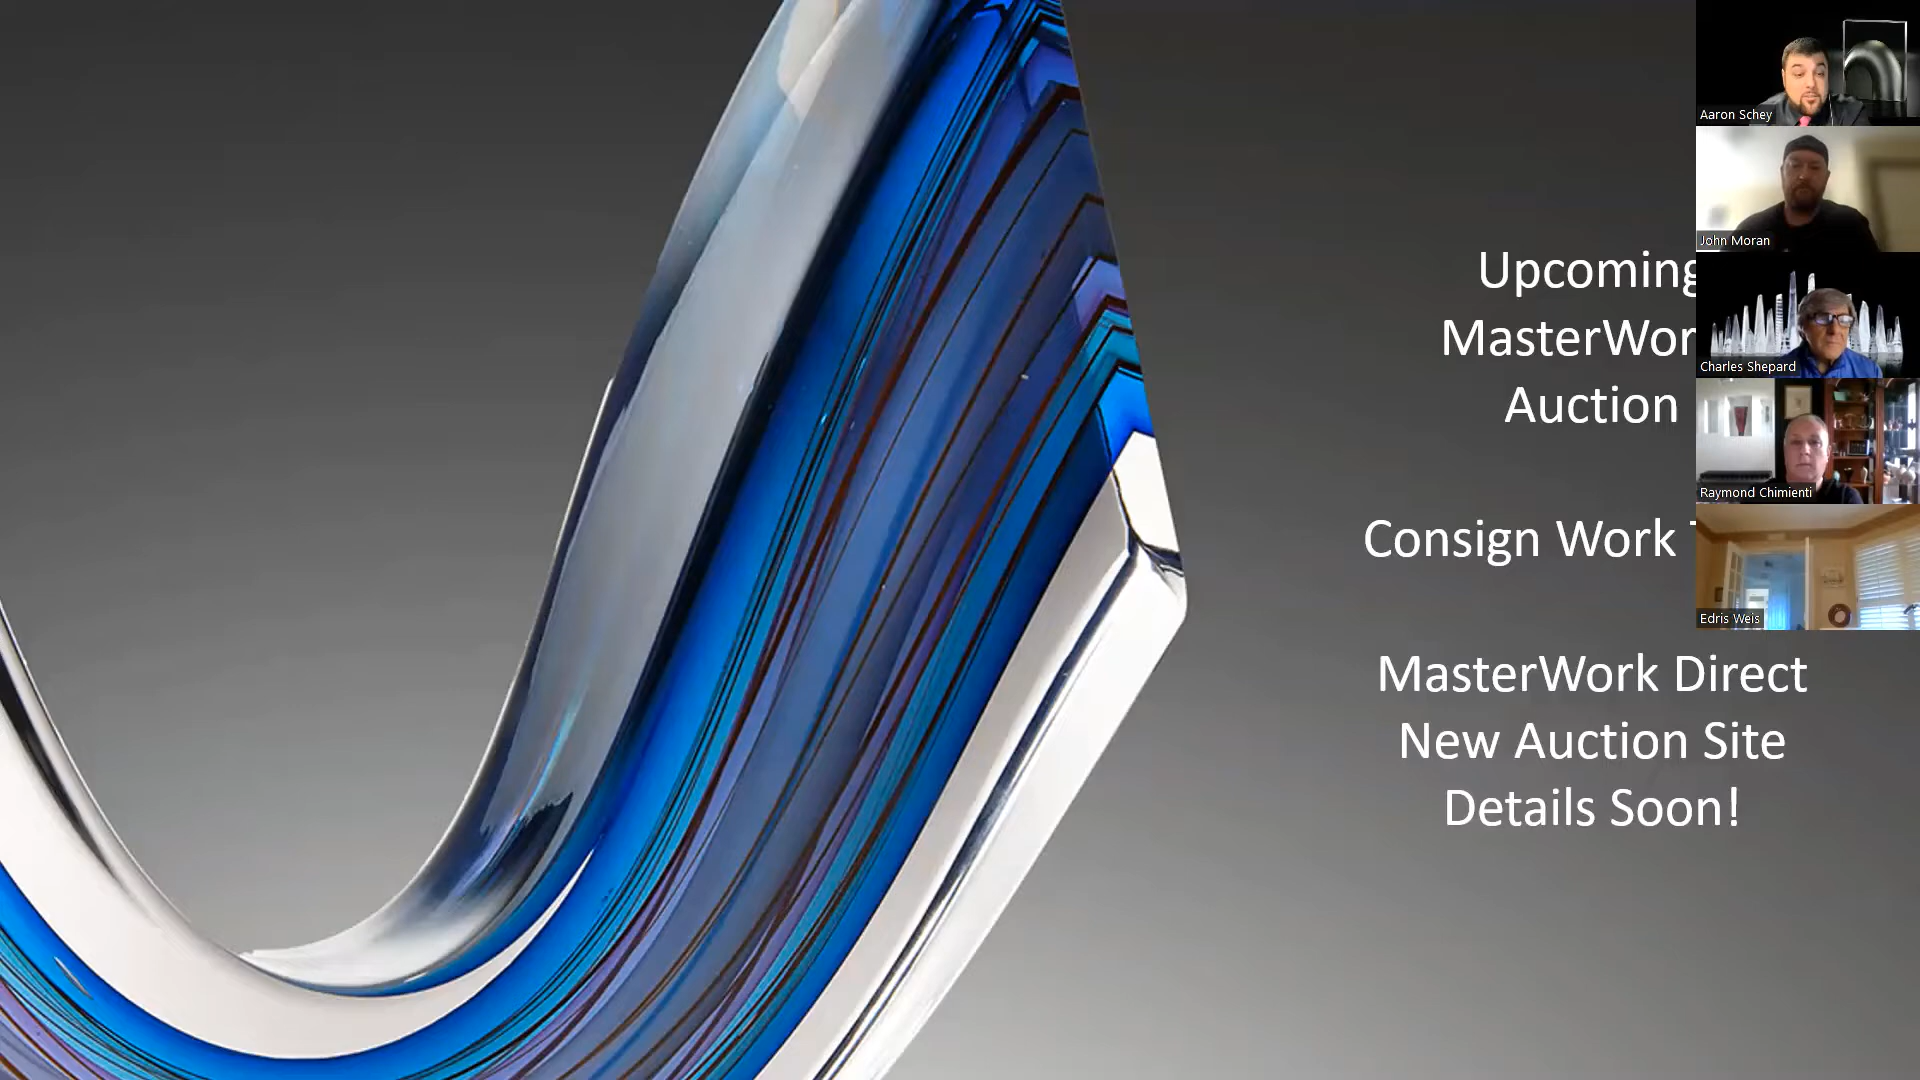 Upcoming
MasterWor
Auction
Consign Work
MasterWork Direct
New Auction Site
Details Soon!
Aaron Schey
John Moran
Charles Shepard
Raymond Chimienti
Edris Weis